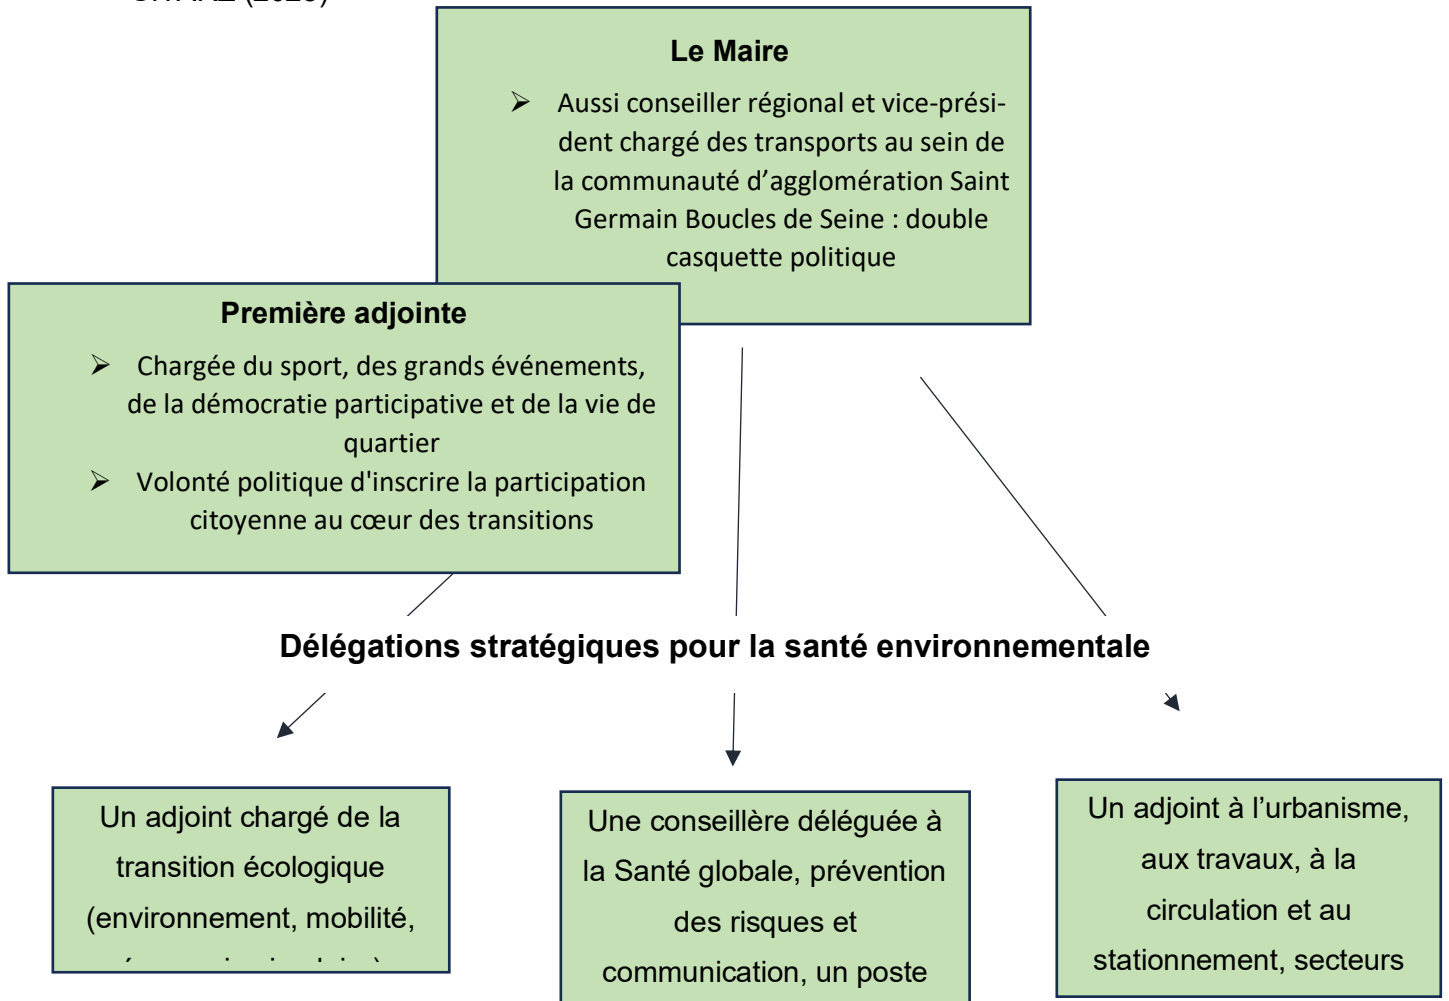 Le Maire
➢ Aussi conseiller régional et vice-prési-
dent chargé des transports au sein de
la communauté d’agglomération Saint
Germain Boucles de Seine : double
casquette politique
Première adjointe
➢ Chargée du sport, des grands événements,
de la démocratie participative et de la vie de
quartier
➢ Volonté politique d'inscrire la participation
citoyenne au cœur des transitions
Délégations stratégiques pour la santé environnementale
Un adjoint chargé de la
transition écologique
(environnement, mobilité,
Une conseillère déléguée à
la Santé globale, prévention
des risques et
communication, un poste
Un adjoint à l’urbanisme,
aux travaux, à la
circulation et au
stationnement, secteurs